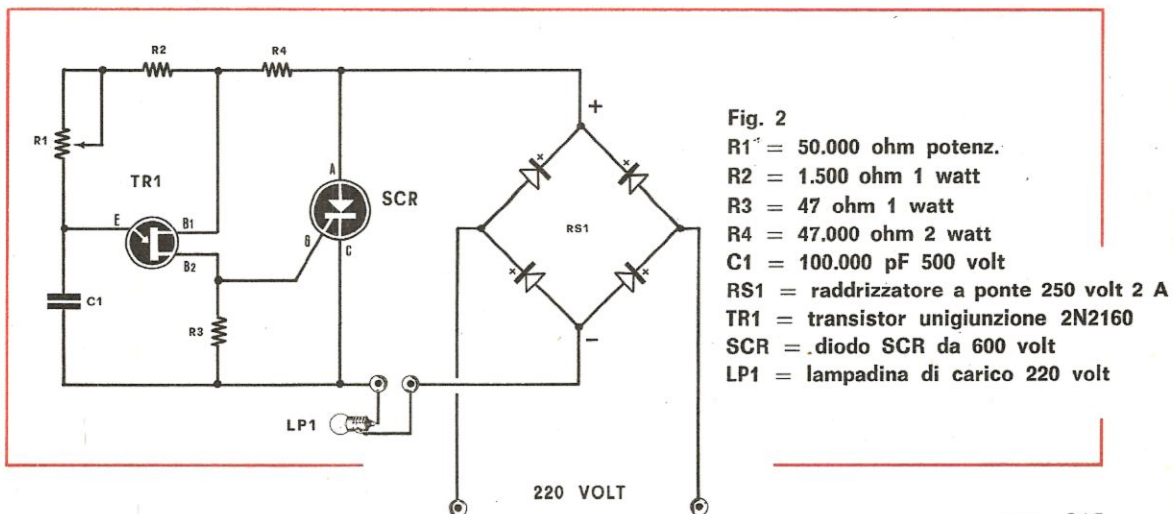 R2
R4
R1
TR1
E
B1
B2
A
SCR
G
C
C1
R3
LP1
+
RS1
-
220 VOLT
Fig. 2
R1 = 50.000 ohm potenz.
R2 = 1.500 ohm 1 watt
R3 = 47 ohm 1 watt
R4 = 47.000 ohm 2 watt
C1 = 100.000 pF 500 volt
RS1 = raddrizzatore a ponte 250 volt 2 A
TR1 = transistor unigiunzione 2N2160
SCR = diodo SCR da 600 volt
LP1 = lampadina di carico 220 volt